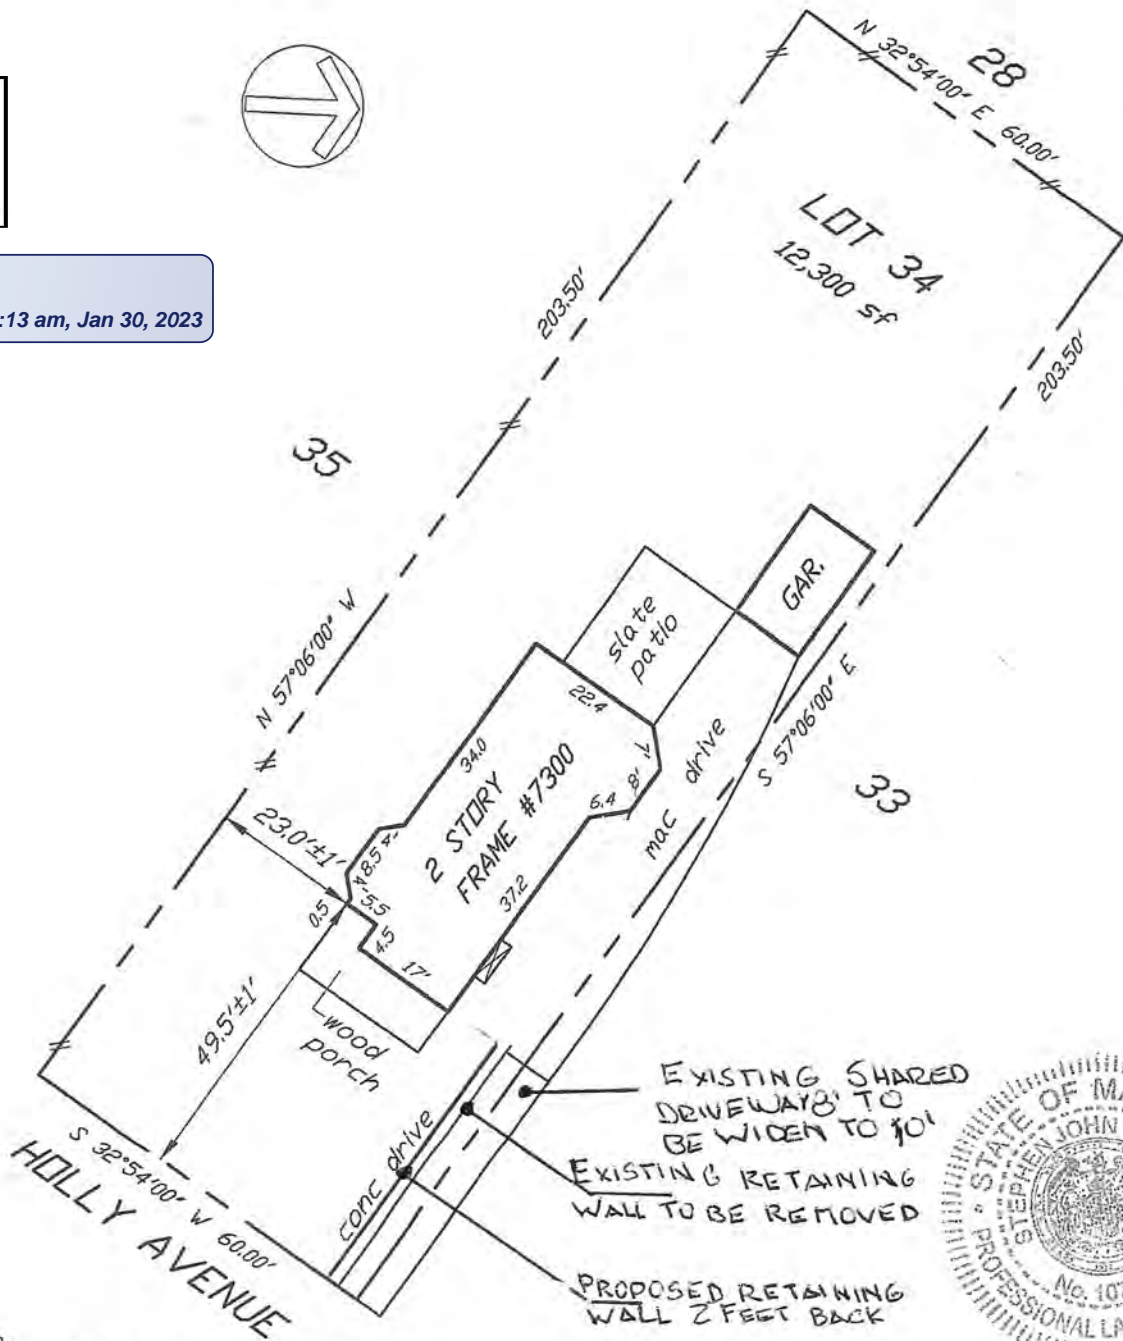 N 32°54'00" E 60.00'
28
LOT 34
12,300 sf
:13 am, Jan 30, 2023
203.50'
203.50'
35
GAR.
slate
patio
N 57°06'00" W
22.4
34.0
7'
8'
mac drive
S 57°06'00" E
33
2 STORY
FRAME #7300
6.4
37.2
23.0'±1'
8.5
5.5
0.5
4.5
17'
49.5'±1'
wood
porch
conc drive
S 32°54'00" W 60.00'
HOLLY AVENUE
EXISTING SHARED
DRIVEWAY 8' TO
BE WIDEN TO 10'
EXISTING RETAINING
WALL TO BE REMOVED
PROPOSED RETAINING
WALL 2 FEET BACK
STATE OF MA
STEPHEN JOHN
No. 107
PROFESSIONAL LA